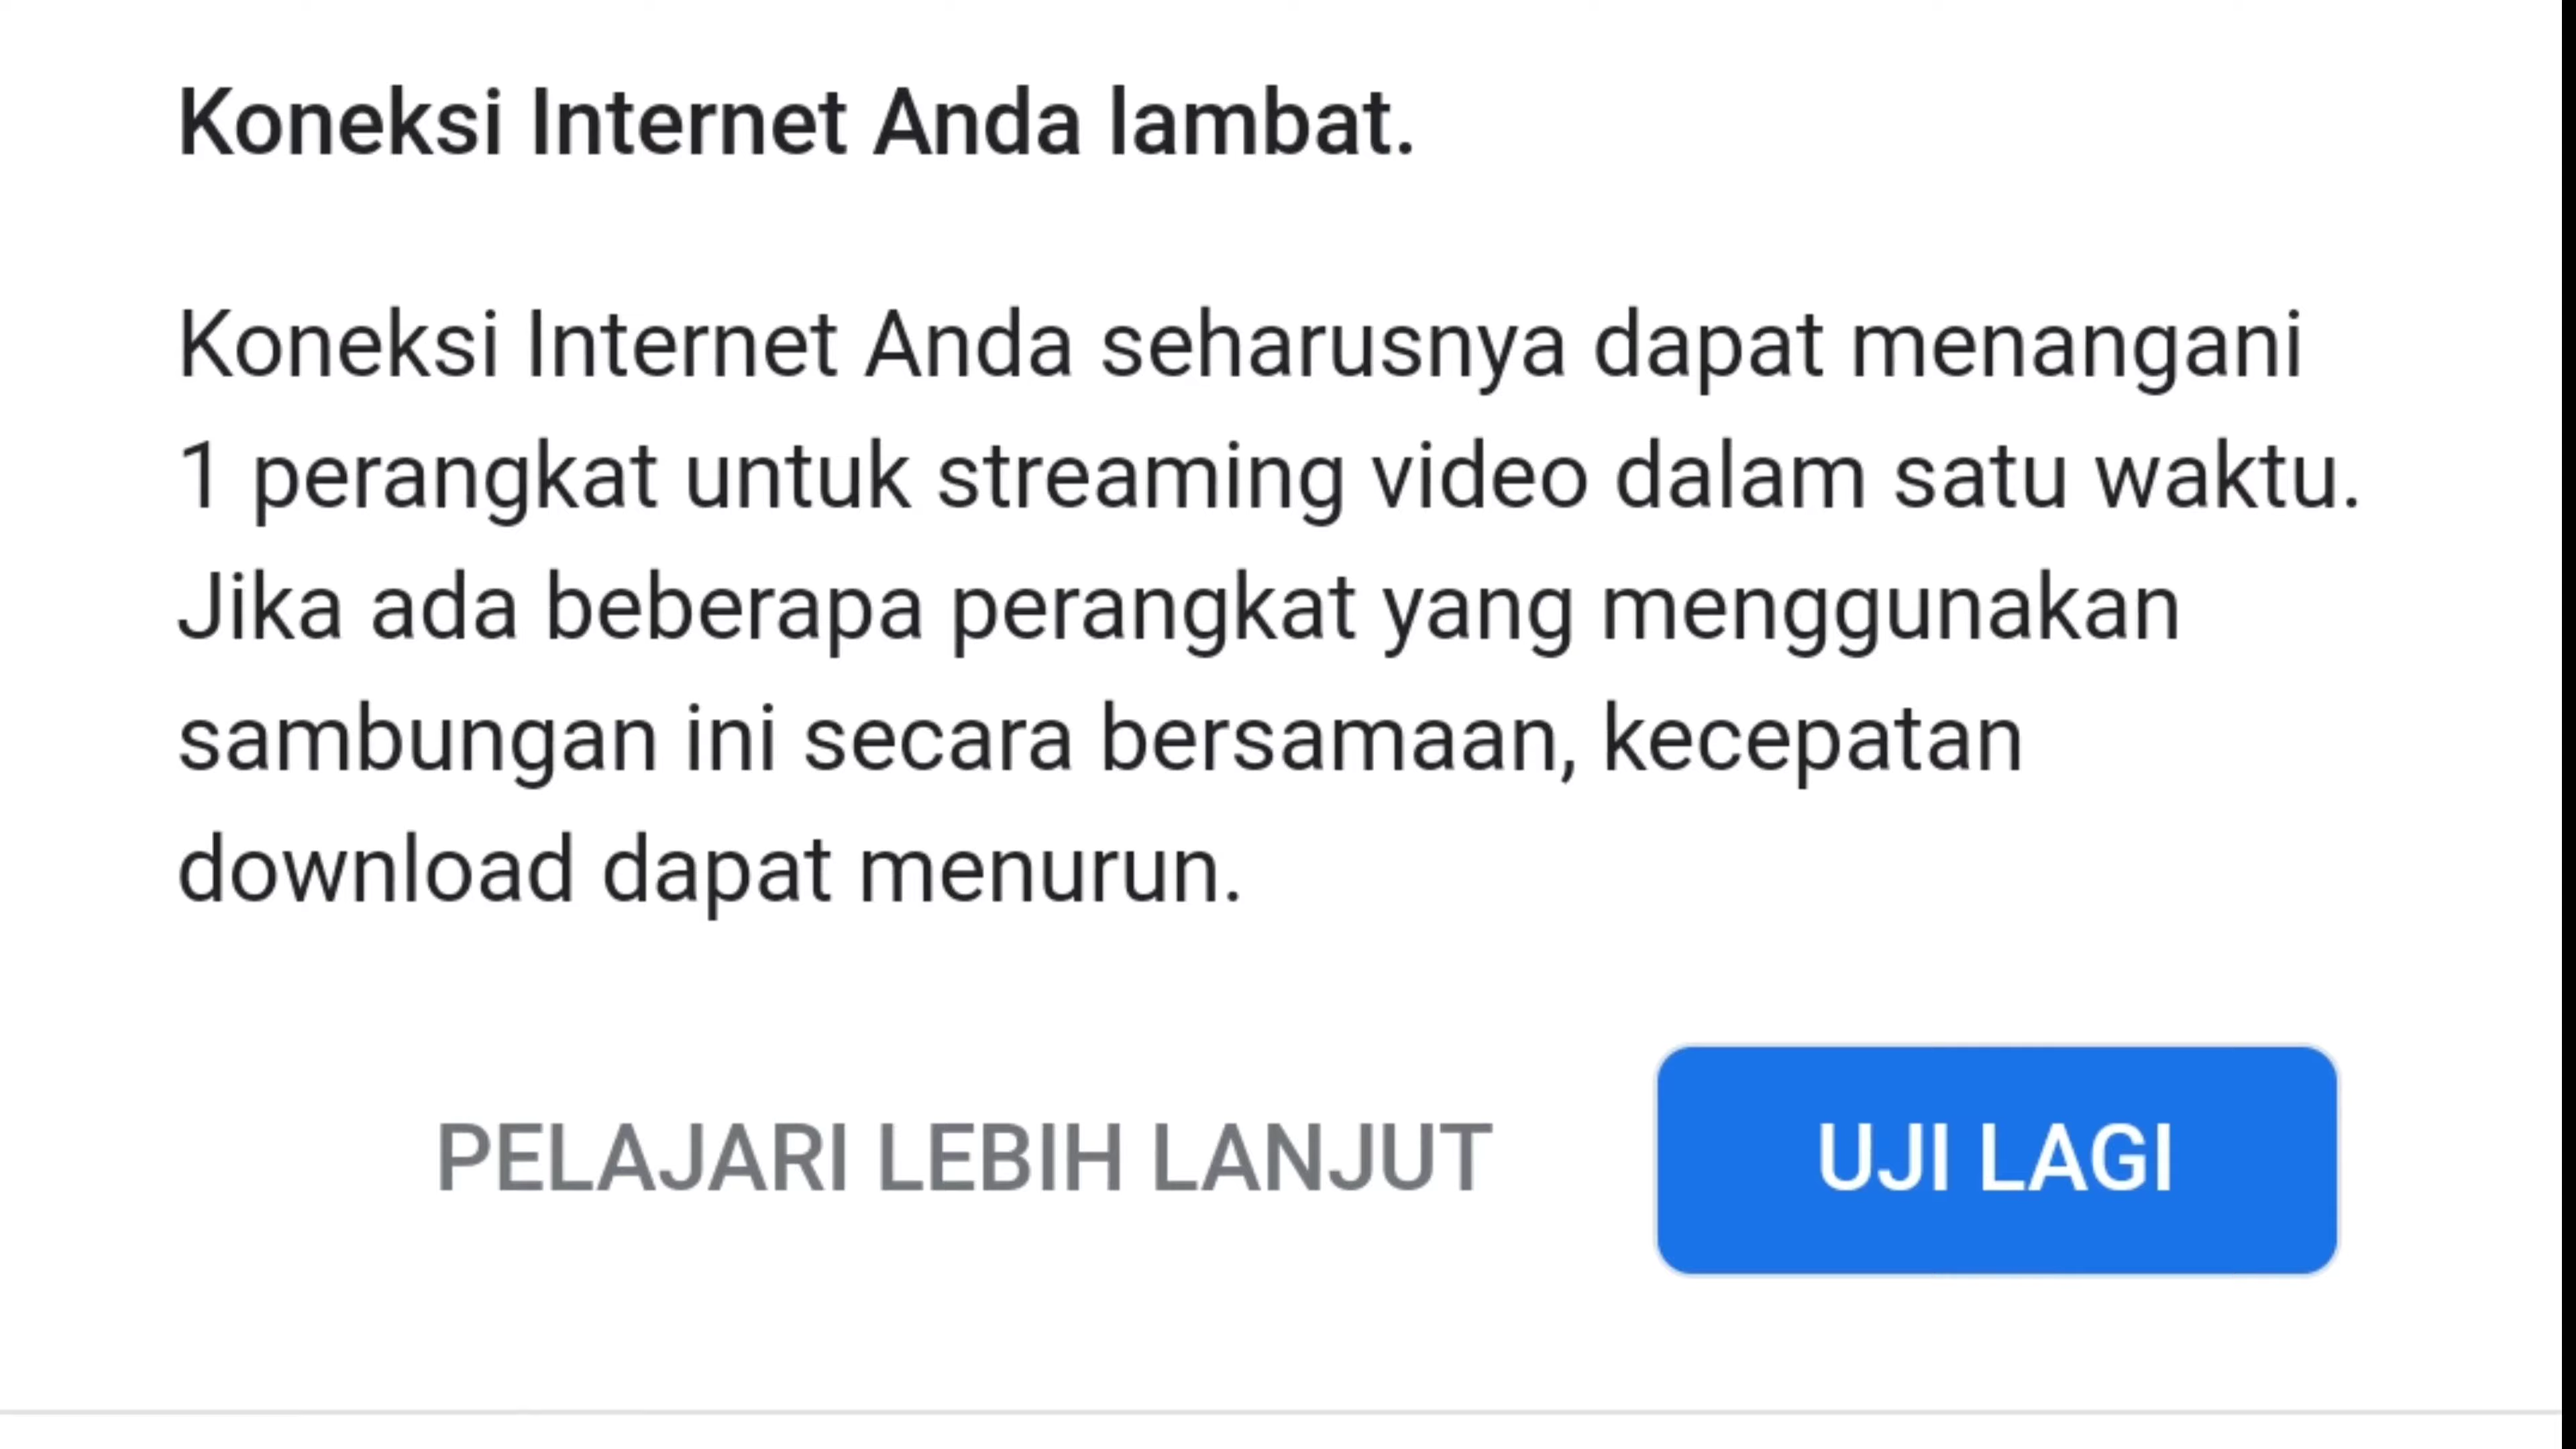 Koneksi Internet Anda lambat.
Koneksi Internet Anda seharusnya dapat menangani
1 perangkat untuk streaming video dalam satu waktu.
Jika ada beberapa perangkat yang menggunakan
sambungan ini secara bersamaan, kecepatan
download dapat menurun.
PELAJARI LEBIH LANJUT UJI LAGI